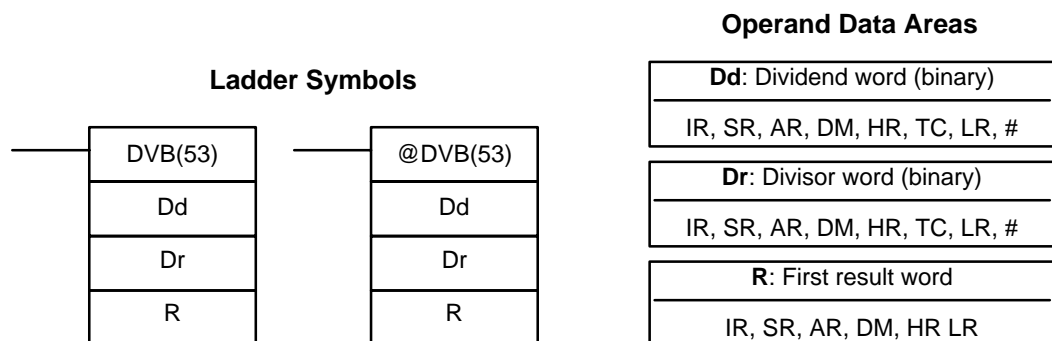 Operand Data Areas
Ladder Symbols
DVB(53)
Dd
Dr
R
@DVB(53)
Dd
Dr
R
Dd: Dividend word (binary)
IR, SR, AR, DM, HR, TC, LR, #
Dr: Divisor word (binary)
IR, SR, AR, DM, HR, TC, LR, #
R: First result word
IR, SR, AR, DM, HR LR